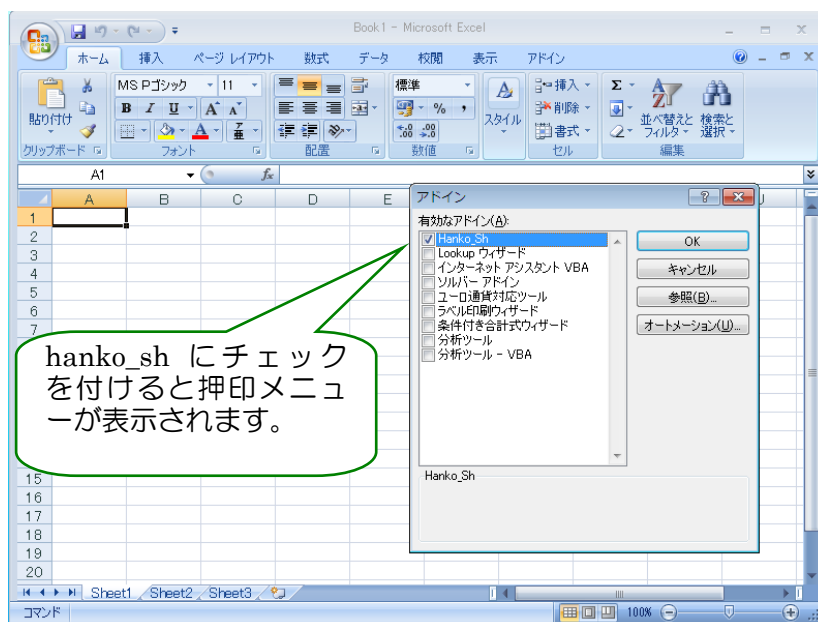 Book1 - Microsoft Excel
ホーム 挿入 ページ レイアウト 数式 データ 校閲 表示 アドイン
貼り付け
MS Pゴシック 11
B I U A A
標準
% ,
スタイル
挿入
削除
書式
Σ
並べ替えと フィルタ
検索と 選択
クリップボード フォント 配置 数値 セル 編集
A1 fx
A B C D E J
1
2
3
4
5
6
7
15
16
17
18
19
20
アドイン
有効なアドイン(A):
Hanko_Sh
Lookup ウィザード
インターネット アシスタント VBA
ソルバー アドイン
ユーロ通貨対応ツール
ラベル印刷ウィザード
条件付き合計式ウィザード
分析ツール
分析ツール - VBA
OK
キャンセル
参照(B)...
オートメーション(U)...
Hanko_Sh
hanko_sh にチェック
を付けると押印メニュ
ーが表示されます。
Sheet1 Sheet2 Sheet3
コマンド 100%